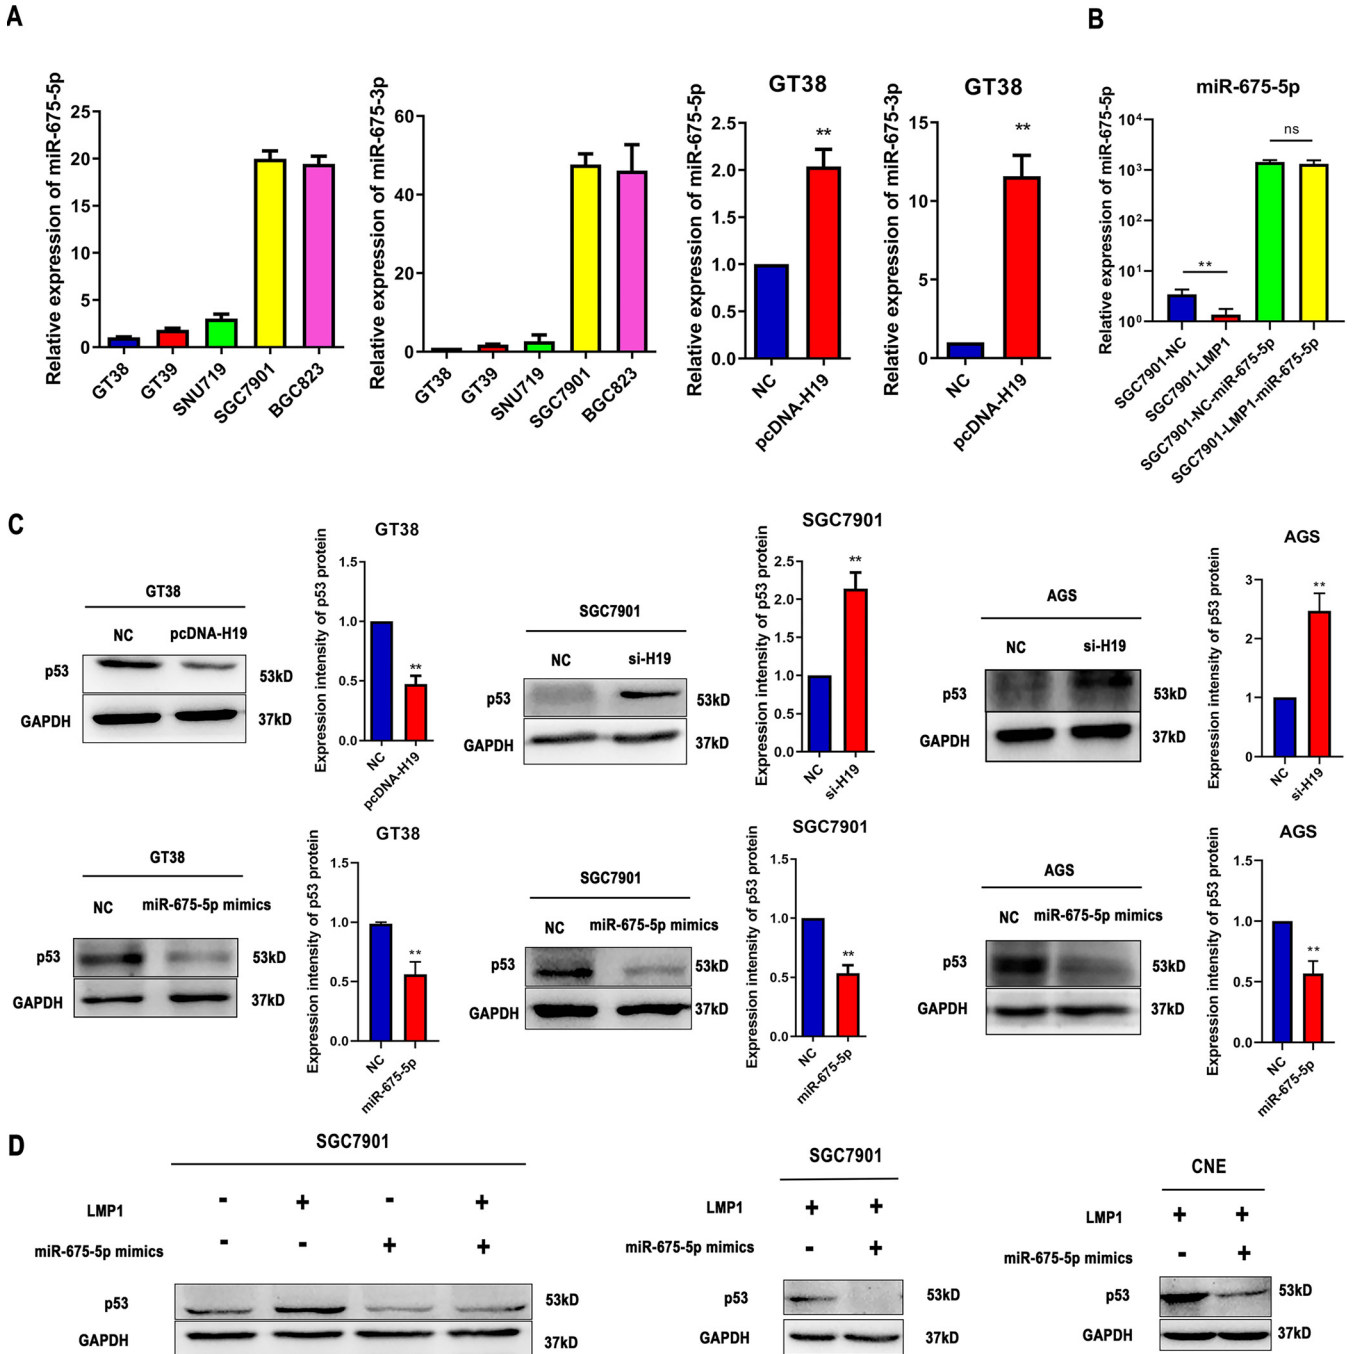 A
B
Relative expression of miR-675-5p
25
20
15
10
5
0
GT38
GT39
SNU719
SGC7901
BGC823
Relative expression of miR-675-3p
60
40
20
0
GT38
GT39
SNU719
SGC7901
BGC823
GT38
Relative expression of miR-675-5p
2.5
2.0
1.5
1.0
0.5
0.0
**
NC
pcDNA-H19
GT38
Relative expression of miR-675-3p
15
10
5
0
**
NC
pcDNA-H19
miR-675-5p
Relative expression of miR-675-5p
10⁴
10³
10²
10¹
10⁰
**
ns
SGC7901-NC
SGC7901-LMP1
SGC7901-NC-miR-675-5p
SGC7901-LMP1-miR-675-5p
C
GT38
NC pcDNA-H19
p53 53kD
GAPDH 37kD
GT38
Expression intensity of p53 protein
1.5
1.0
0.5
0.0
**
NC
pcDNA-H19
SGC7901
NC si-H19
p53 53kD
GAPDH 37kD
SGC7901
Expression intensity of p53 protein
2.5
2.0
1.5
1.0
0.5
0.0
**
NC
si-H19
AGS
NC si-H19
p53 53kD
GAPDH 37kD
AGS
Expression intensity of p53 protein
3
2
1
0
**
NC
si-H19
GT38
NC miR-675-5p mimics
p53 53kD
GAPDH 37kD
GT38
Expression intensity of p53 protein
1.5
1.0
0.5
0.0
**
NC
miR-675-5p
SGC7901
NC miR-675-5p mimics
p53 53kD
GAPDH 37kD
SGC7901
Expression intensity of p53 protein
1.5
1.0
0.5
0.0
**
NC
miR-675-5p
AGS
NC miR-675-5p mimics
p53 53kD
GAPDH 37kD
AGS
Expression intensity of p53 protein
1.5
1.0
0.5
0.0
**
NC
miR-675-5p
D
SGC7901
LMP1 - + - +
miR-675-5p mimics - - + +
p53 53kD
GAPDH 37kD
SGC7901
LMP1 + +
miR-675-5p mimics - +
p53 53kD
GAPDH 37kD
CNE
LMP1 + +
miR-675-5p mimics - +
p53 53kD
GAPDH 37kD